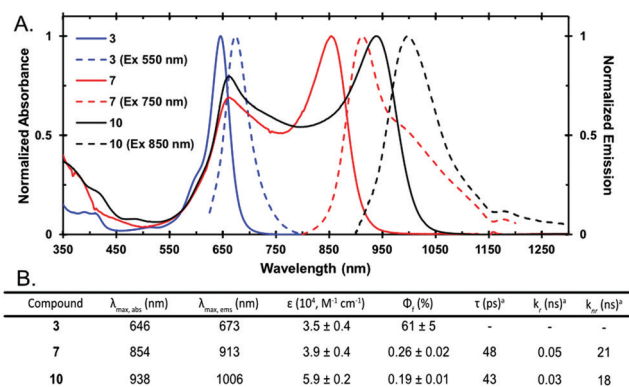 A.
Normalized Absorbance
Normalized Emission
1
0.5
0
1
0.5
0
3
3 (Ex 550 nm)
7
7 (Ex 750 nm)
10
10 (Ex 850 nm)
350 450 550 650 750 850 950 1050 1150 1250
Wavelength (nm)
B.
Compound λmax, abs (nm) λmax, ems (nm) ε (10⁴, M⁻¹ cm⁻¹) Φf (%) τ (ps)ᵃ kr (ns)ᵃ knr (ns)ᵃ
3 646 673 3.5 ± 0.4 61 ± 5 - - -
7 854 913 3.9 ± 0.4 0.26 ± 0.02 48 0.05 21
10 938 1006 5.9 ± 0.2 0.19 ± 0.01 43 0.03 18